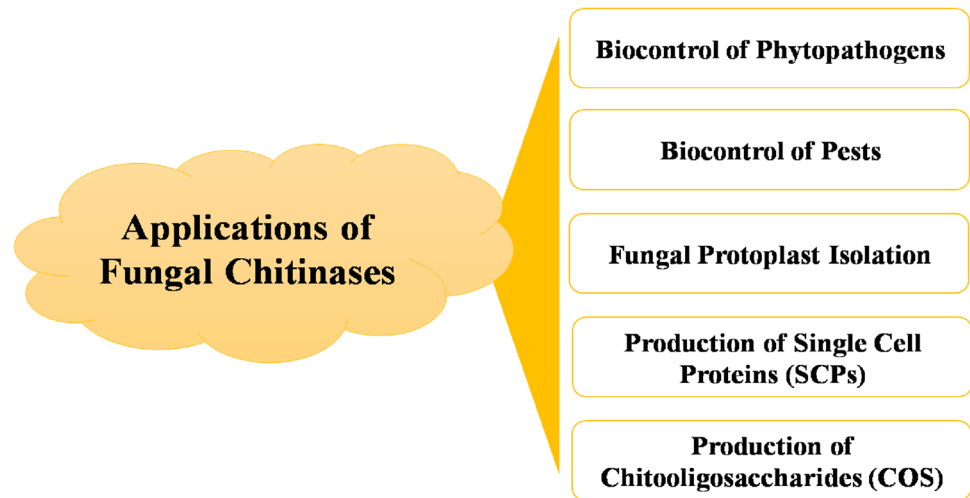 Applications of
Fungal Chitinases
Biocontrol of Phytopathogens
Biocontrol of Pests
Fungal Protoplast Isolation
Production of Single Cell
Proteins (SCPs)
Production of
Chitooligosaccharides (COS)